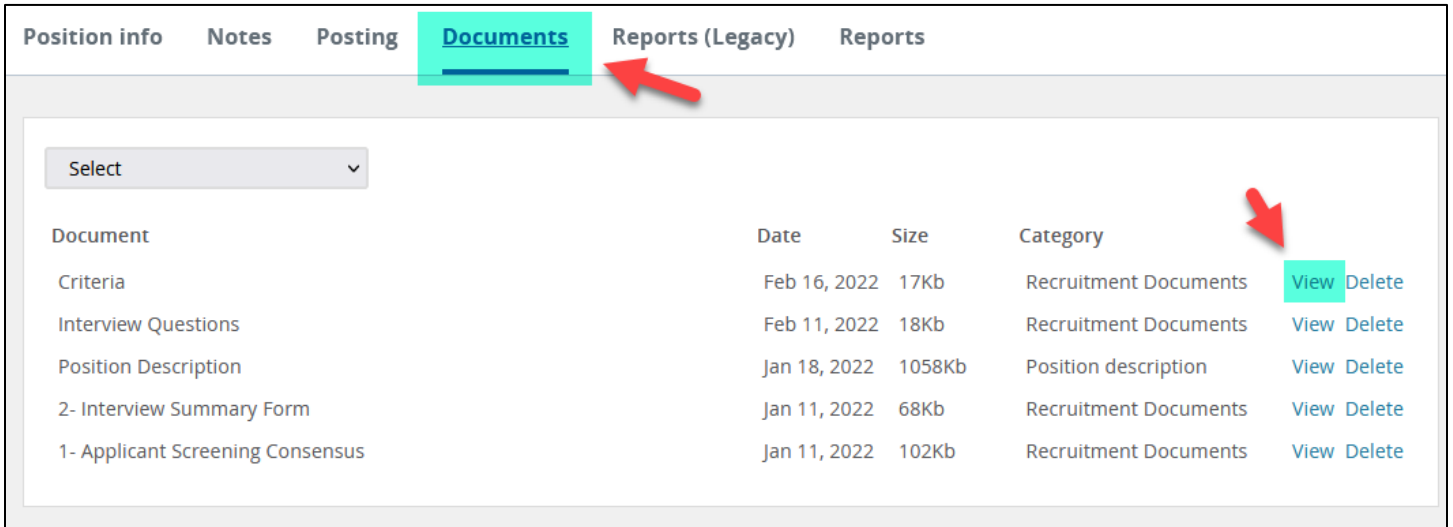 Position info Notes Posting Documents Reports (Legacy) Reports
Select
Document Date Size Category
Criteria Feb 16, 2022 17Kb Recruitment Documents View Delete
Interview Questions Feb 11, 2022 18Kb Recruitment Documents View Delete
Position Description Jan 18, 2022 1058Kb Position description View Delete
2- Interview Summary Form Jan 11, 2022 68Kb Recruitment Documents View Delete
1- Applicant Screening Consensus Jan 11, 2022 102Kb Recruitment Documents View Delete